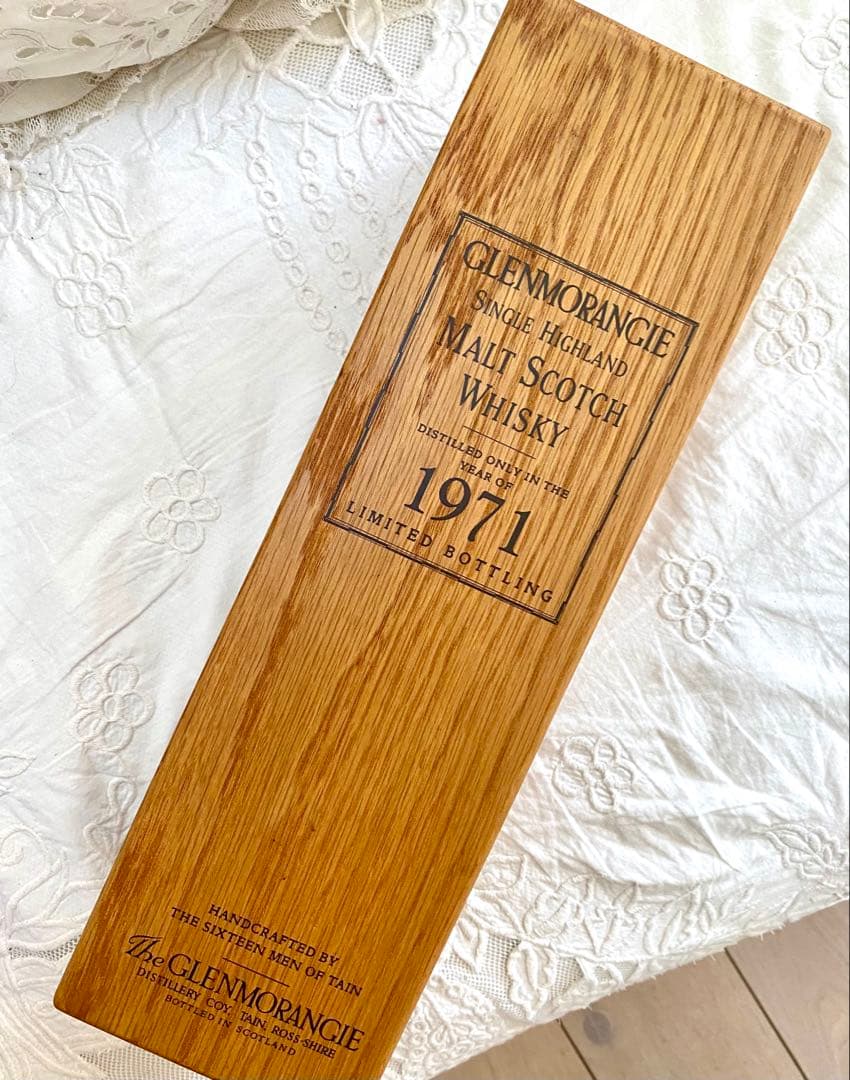 GLENMORANGIE
SINGLE HIGHLAND
MALT SCOTCH
WHISKY
DISTILLED ONLY IN THE
YEAR OF
1971
LIMITED BOTTLING
HANDCRAFTED BY
THE SIXTEEN MEN OF TAIN
The GLENMORANGIE
DISTILLERY COY, TAIN, ROSS-SHIRE
BOTTLED IN SCOTLAND